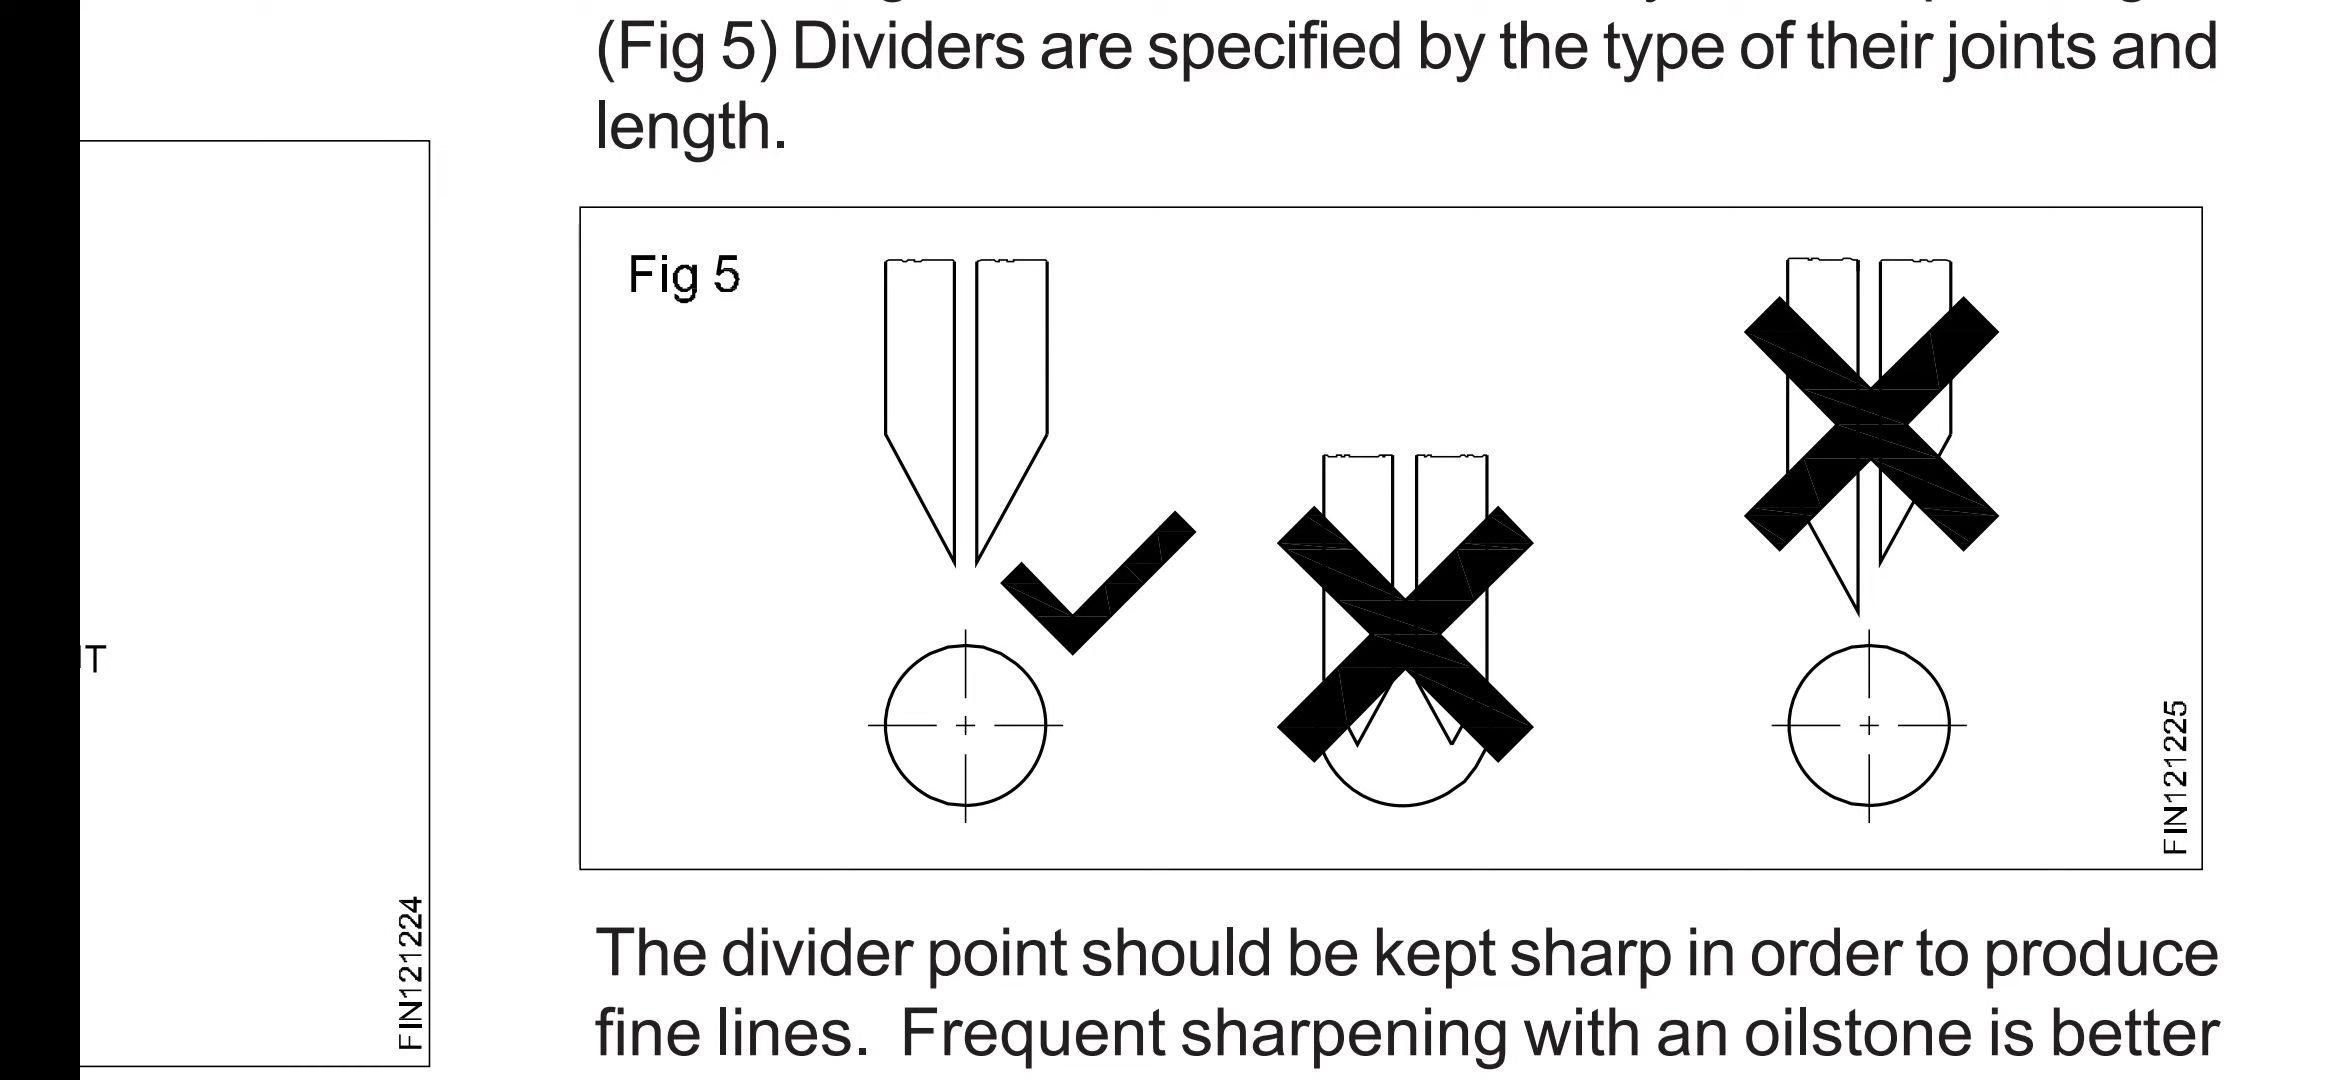 (Fig 5) Dividers are specified by the type of their joints and
length.
Fig 5
FIN121225
The divider point should be kept sharp in order to produce
fine lines. Frequent sharpening with an oilstone is better
FIN121224